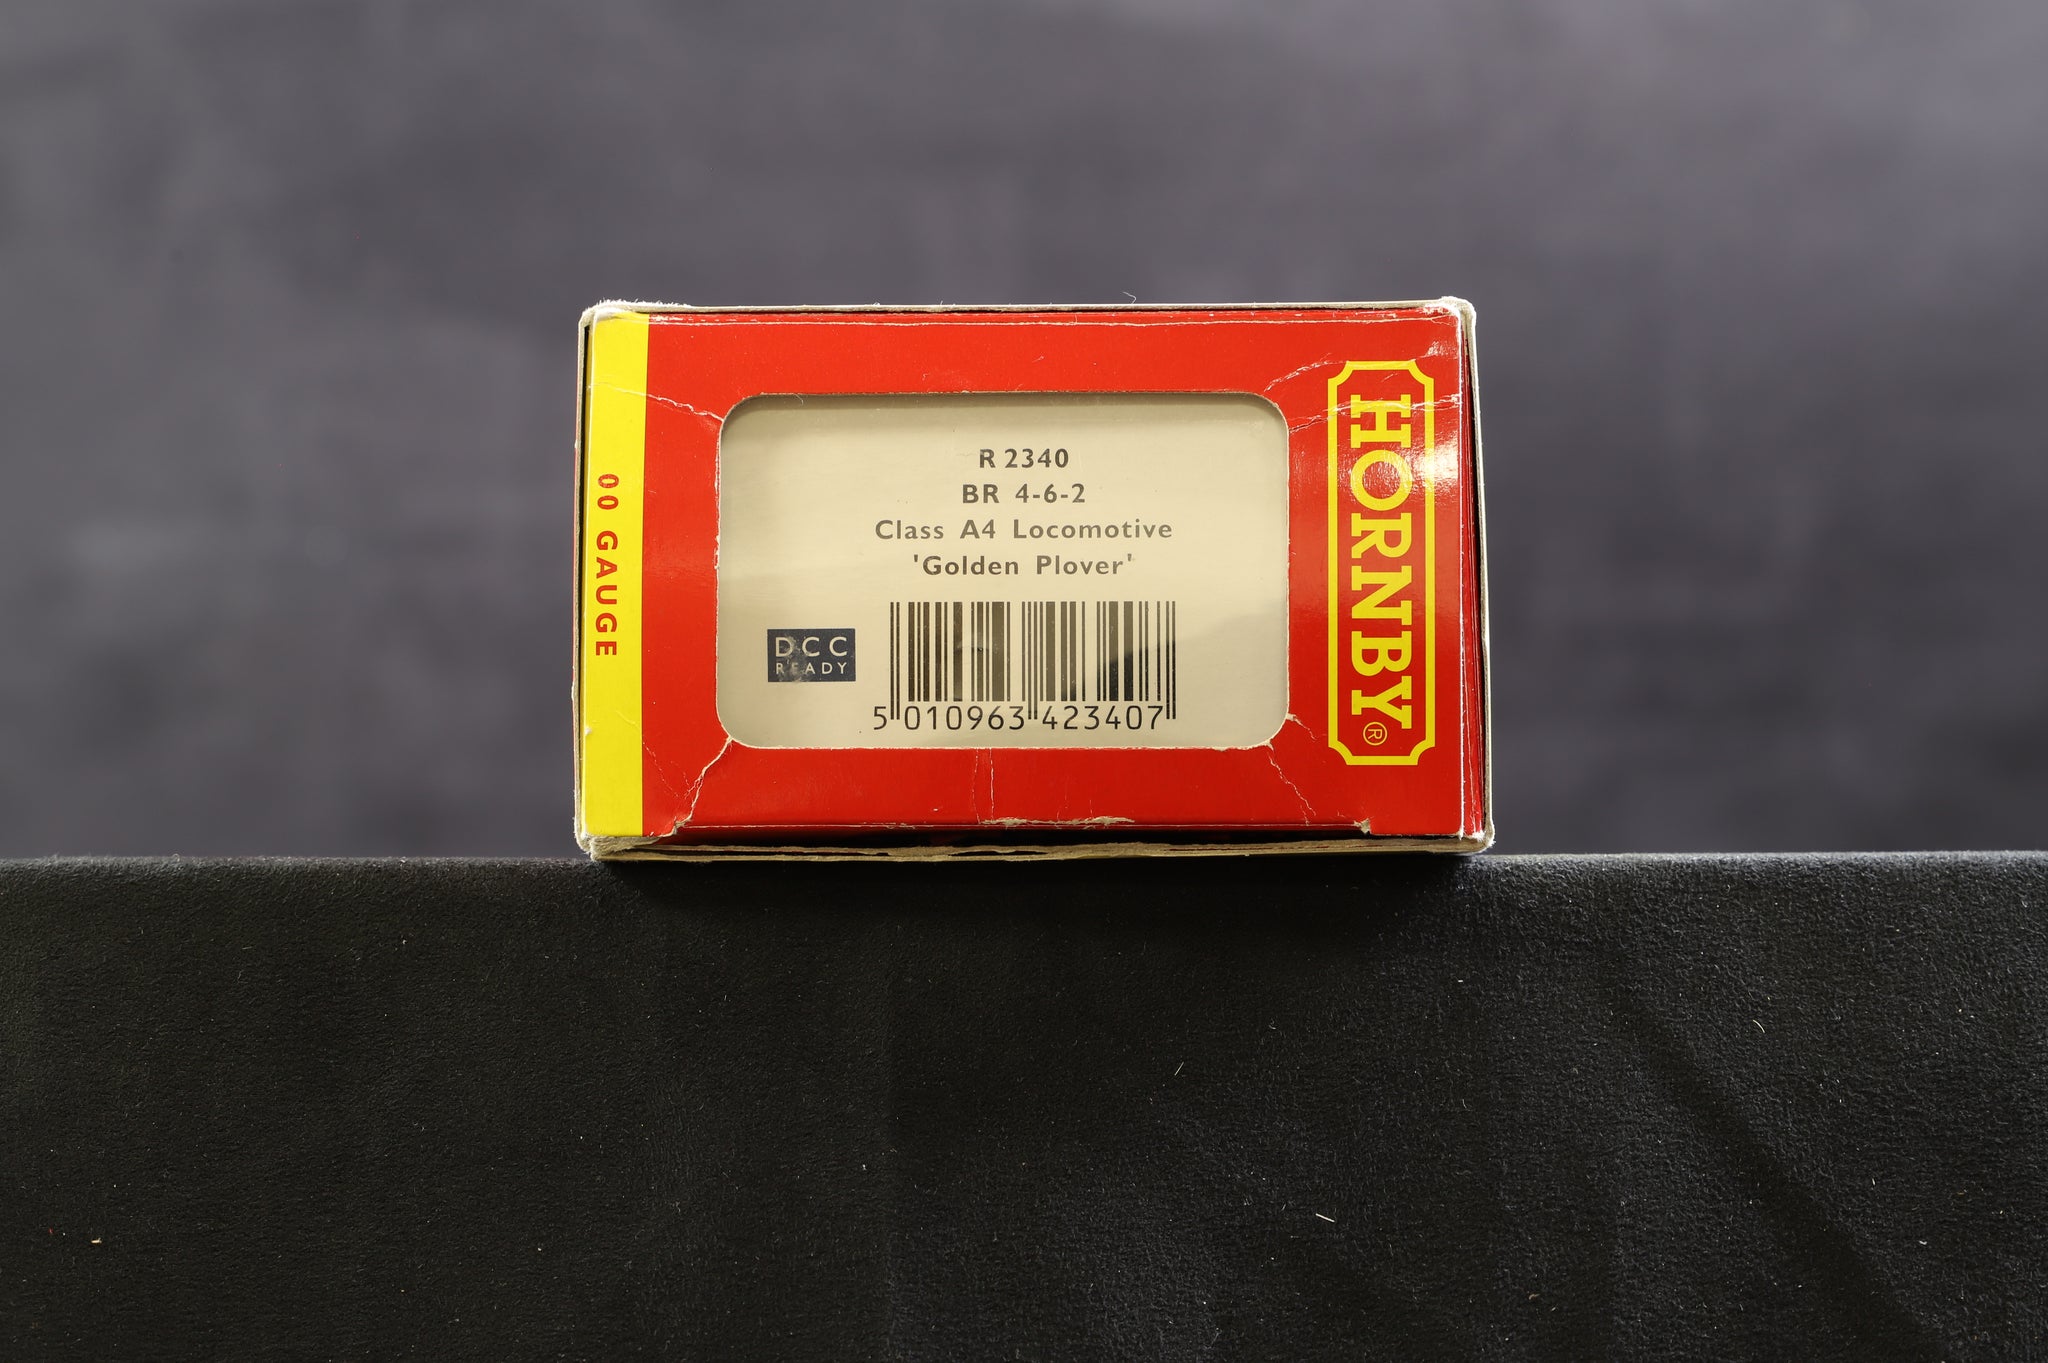 00 GAUGE
R 2340
BR 4-6-2
Class A4 Locomotive
'Golden Plover'
DCC
READY
5 010963 423407
HORNBY®